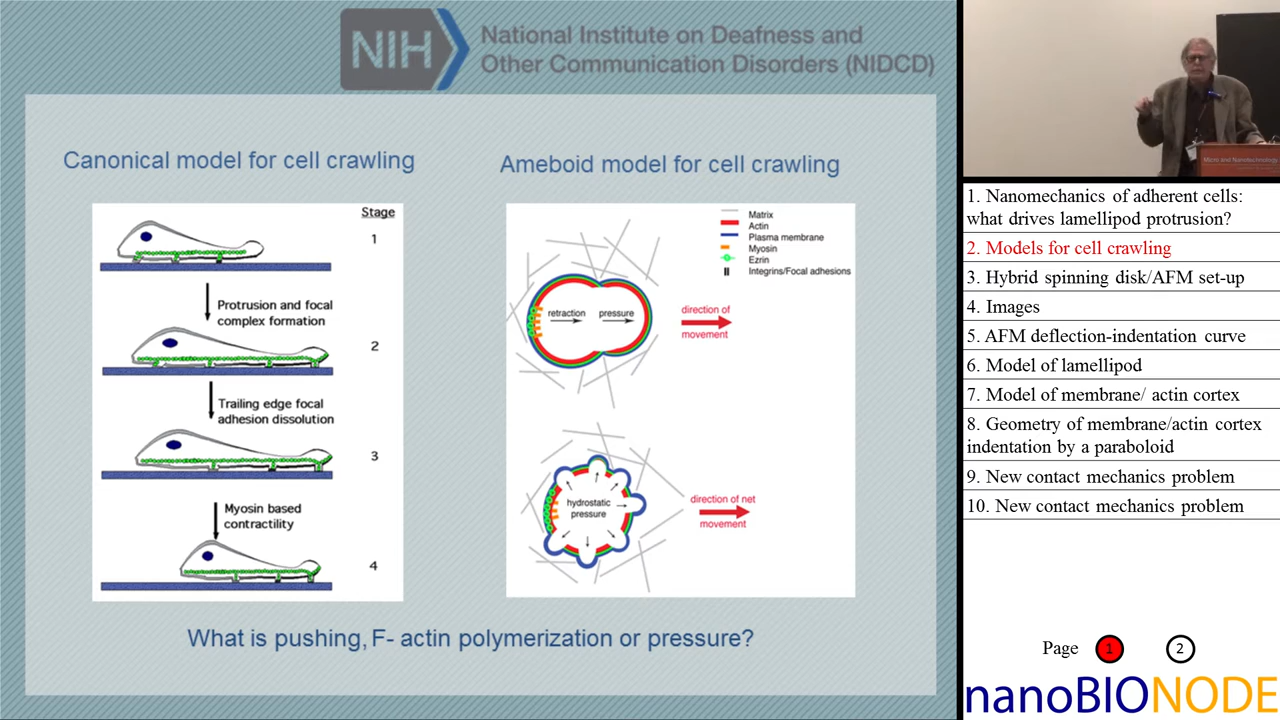 NIH
National Institute on Deafness and
Other Communication Disorders (NIDCD)
Canonical model for cell crawling
Stage
1
Protrusion and focal
complex formation
2
Trailing edge focal
adhesion dissolution
3
Myosin based
contractility
4
Ameboid model for cell crawling
Matrix
Actin
Plasma membrane
Myosin
Ezrin
Integrins/Focal adhesions
retraction
pressure
direction of
movement
hydrostatic
pressure
direction of net
movement
What is pushing, F- actin polymerization or pressure?
Micro and Nanotechnology
1. Nanomechanics of adherent cells:
what drives lamellipod protrusion?
2. Models for cell crawling
3. Hybrid spinning disk/AFM set-up
4. Images
5. AFM deflection-indentation curve
6. Model of lamellipod
7. Model of membrane/ actin cortex
8. Geometry of membrane/actin cortex
indentation by a paraboloid
9. New contact mechanics problem
10. New contact mechanics problem
Page 1 2
nanoBIONODE